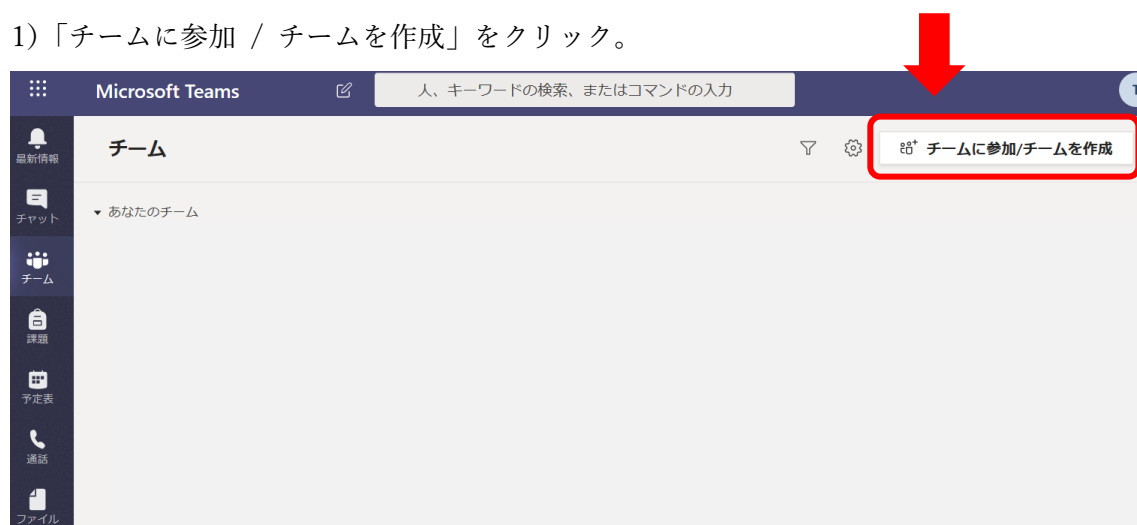 1)「チームに参加 / チームを作成」をクリック。
Microsoft Teams
人、キーワードの検索、またはコマンドの入力
T
最新情報
チーム
チームに参加/チームを作成
チャット
あなたのチーム
チーム
課題
予定表
通話
ファイル